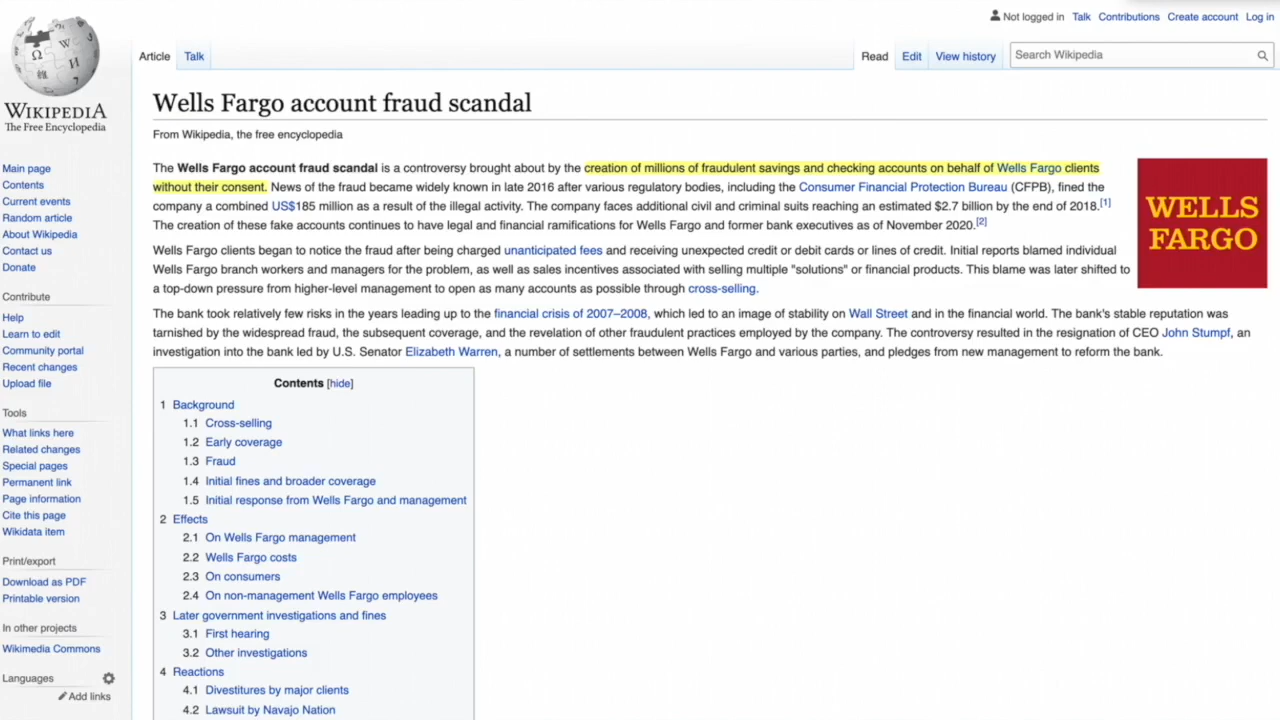 Not logged in Talk Contributions Create account Log in
Article Talk Read Edit View history Search Wikipedia
WIKIPEDIA
The Free Encyclopedia
Main page
Contents
Current events
Random article
About Wikipedia
Contact us
Donate
Contribute
Help
Learn to edit
Community portal
Recent changes
Upload file
Tools
What links here
Related changes
Special pages
Permanent link
Page information
Cite this page
Wikidata item
Print/export
Download as PDF
Printable version
In other projects
Wikimedia Commons
Languages
Add links
Wells Fargo account fraud scandal
From Wikipedia, the free encyclopedia
The Wells Fargo account fraud scandal is a controversy brought about by the creation of millions of fraudulent savings and checking accounts on behalf of Wells Fargo clients
without their consent. News of the fraud became widely known in late 2016 after various regulatory bodies, including the Consumer Financial Protection Bureau (CFPB), fined the
company a combined US$185 million as a result of the illegal activity. The company faces additional civil and criminal suits reaching an estimated $2.7 billion by the end of 2018.[1]
The creation of these fake accounts continues to have legal and financial ramifications for Wells Fargo and former bank executives as of November 2020.[2]
Wells Fargo clients began to notice the fraud after being charged unanticipated fees and receiving unexpected credit or debit cards or lines of credit. Initial reports blamed individual
Wells Fargo branch workers and managers for the problem, as well as sales incentives associated with selling multiple "solutions" or financial products. This blame was later shifted to
a top-down pressure from higher-level management to open as many accounts as possible through cross-selling.
The bank took relatively few risks in the years leading up to the financial crisis of 2007–2008, which led to an image of stability on Wall Street and in the financial world. The bank's stable reputation was
tarnished by the widespread fraud, the subsequent coverage, and the revelation of other fraudulent practices employed by the company. The controversy resulted in the resignation of CEO John Stumpf, an
investigation into the bank led by U.S. Senator Elizabeth Warren, a number of settlements between Wells Fargo and various parties, and pledges from new management to reform the bank.
WELLS
FARGO
Contents [hide]
1 Background
1.1 Cross-selling
1.2 Early coverage
1.3 Fraud
1.4 Initial fines and broader coverage
1.5 Initial response from Wells Fargo and management
2 Effects
2.1 On Wells Fargo management
2.2 Wells Fargo costs
2.3 On consumers
2.4 On non-management Wells Fargo employees
3 Later government investigations and fines
3.1 First hearing
3.2 Other investigations
4 Reactions
4.1 Divestitures by major clients
4.2 Lawsuit by Navajo Nation